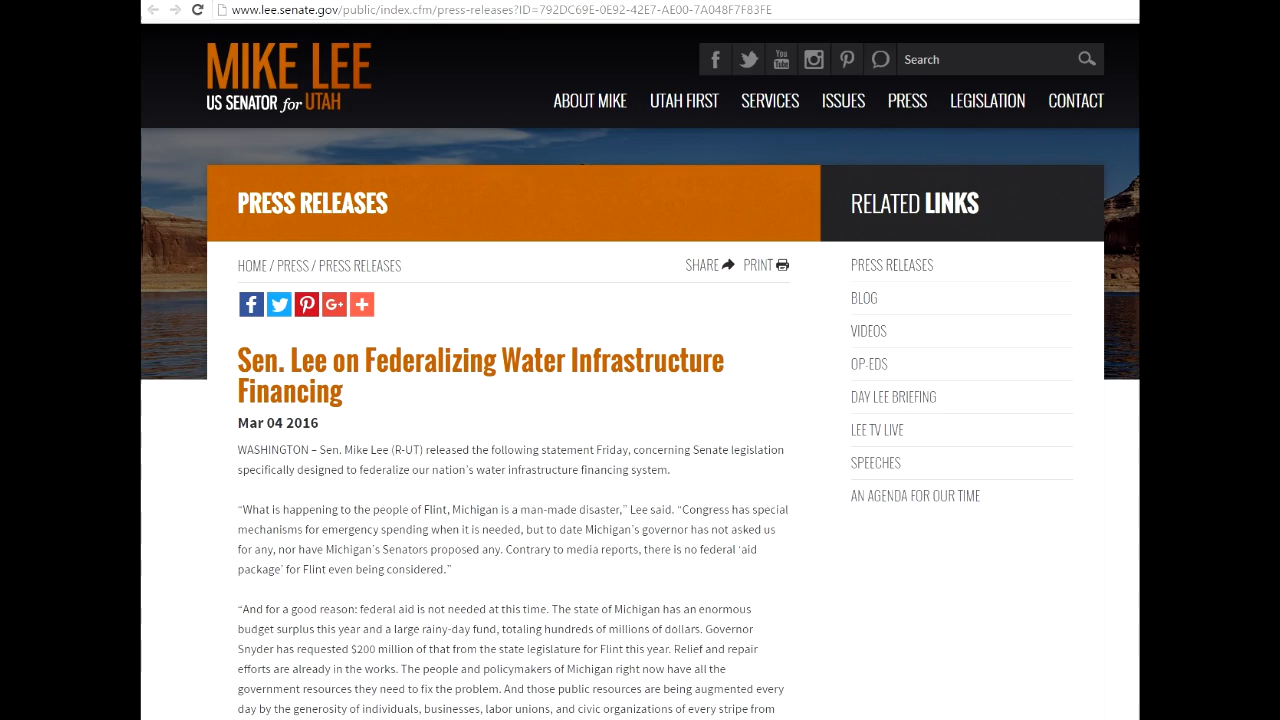 www.lee.senate.gov/public/index.cfm/press-releases?ID=792DC69E-0E92-42E7-AE00-7A048F7F83FE
MIKE LEE
US SENATOR for UTAH
You Tube
Search
ABOUT MIKE UTAH FIRST SERVICES ISSUES PRESS LEGISLATION CONTACT
PRESS RELEASES
RELATED LINKS
HOME / PRESS / PRESS RELEASES
SHARE PRINT
Sen. Lee on Federalizing Water Infrastructure
Financing
Mar 04 2016
WASHINGTON – Sen. Mike Lee (R-UT) released the following statement Friday, concerning Senate legislation
specifically designed to federalize our nation's water infrastructure financing system.
“What is happening to the people of Flint, Michigan is a man-made disaster,” Lee said. “Congress has special
mechanisms for emergency spending when it is needed, but to date Michigan's governor has not asked us
for any, nor have Michigan's Senators proposed any. Contrary to media reports, there is no federal ‘aid
package’ for Flint even being considered.”
“And for a good reason: federal aid is not needed at this time. The state of Michigan has an enormous
budget surplus this year and a large rainy-day fund, totaling hundreds of millions of dollars. Governor
Snyder has requested $200 million of that from the state legislature for Flint this year. Relief and repair
efforts are already in the works. The people and policymakers of Michigan right now have all the
government resources they need to fix the problem. And those public resources are being augmented every
day by the generosity of individuals, businesses, labor unions, and civic organizations of every stripe from
PRESS RELEASES
BLOG
VIDEOS
OP-EDS
DAY LEE BRIEFING
LEE TV LIVE
SPEECHES
AN AGENDA FOR OUR TIME